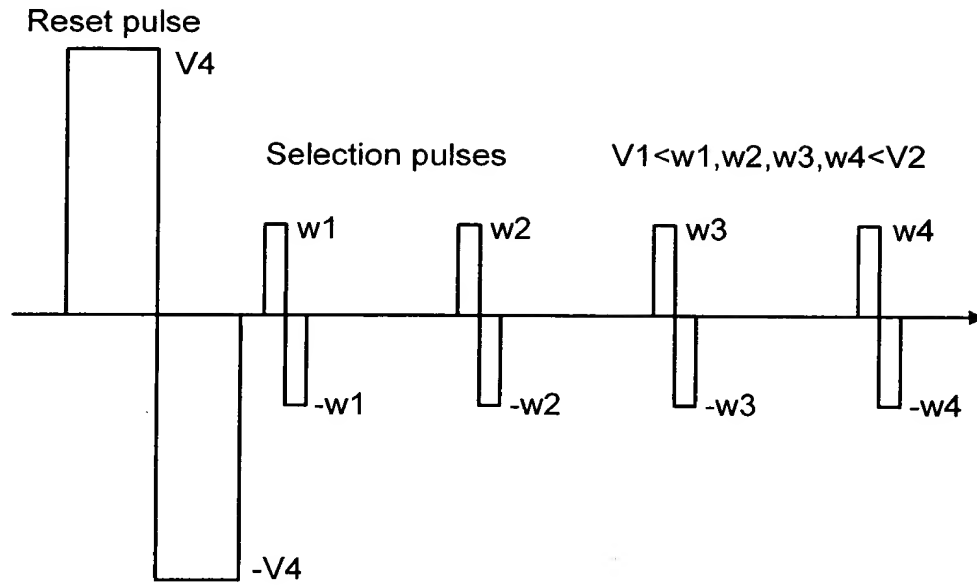 Reset pulse
V4
Selection pulses
V1<w1,w2,w3,w4<V2
w1
w2
w3
w4
-w1
-w2
-w3
-w4
-V4